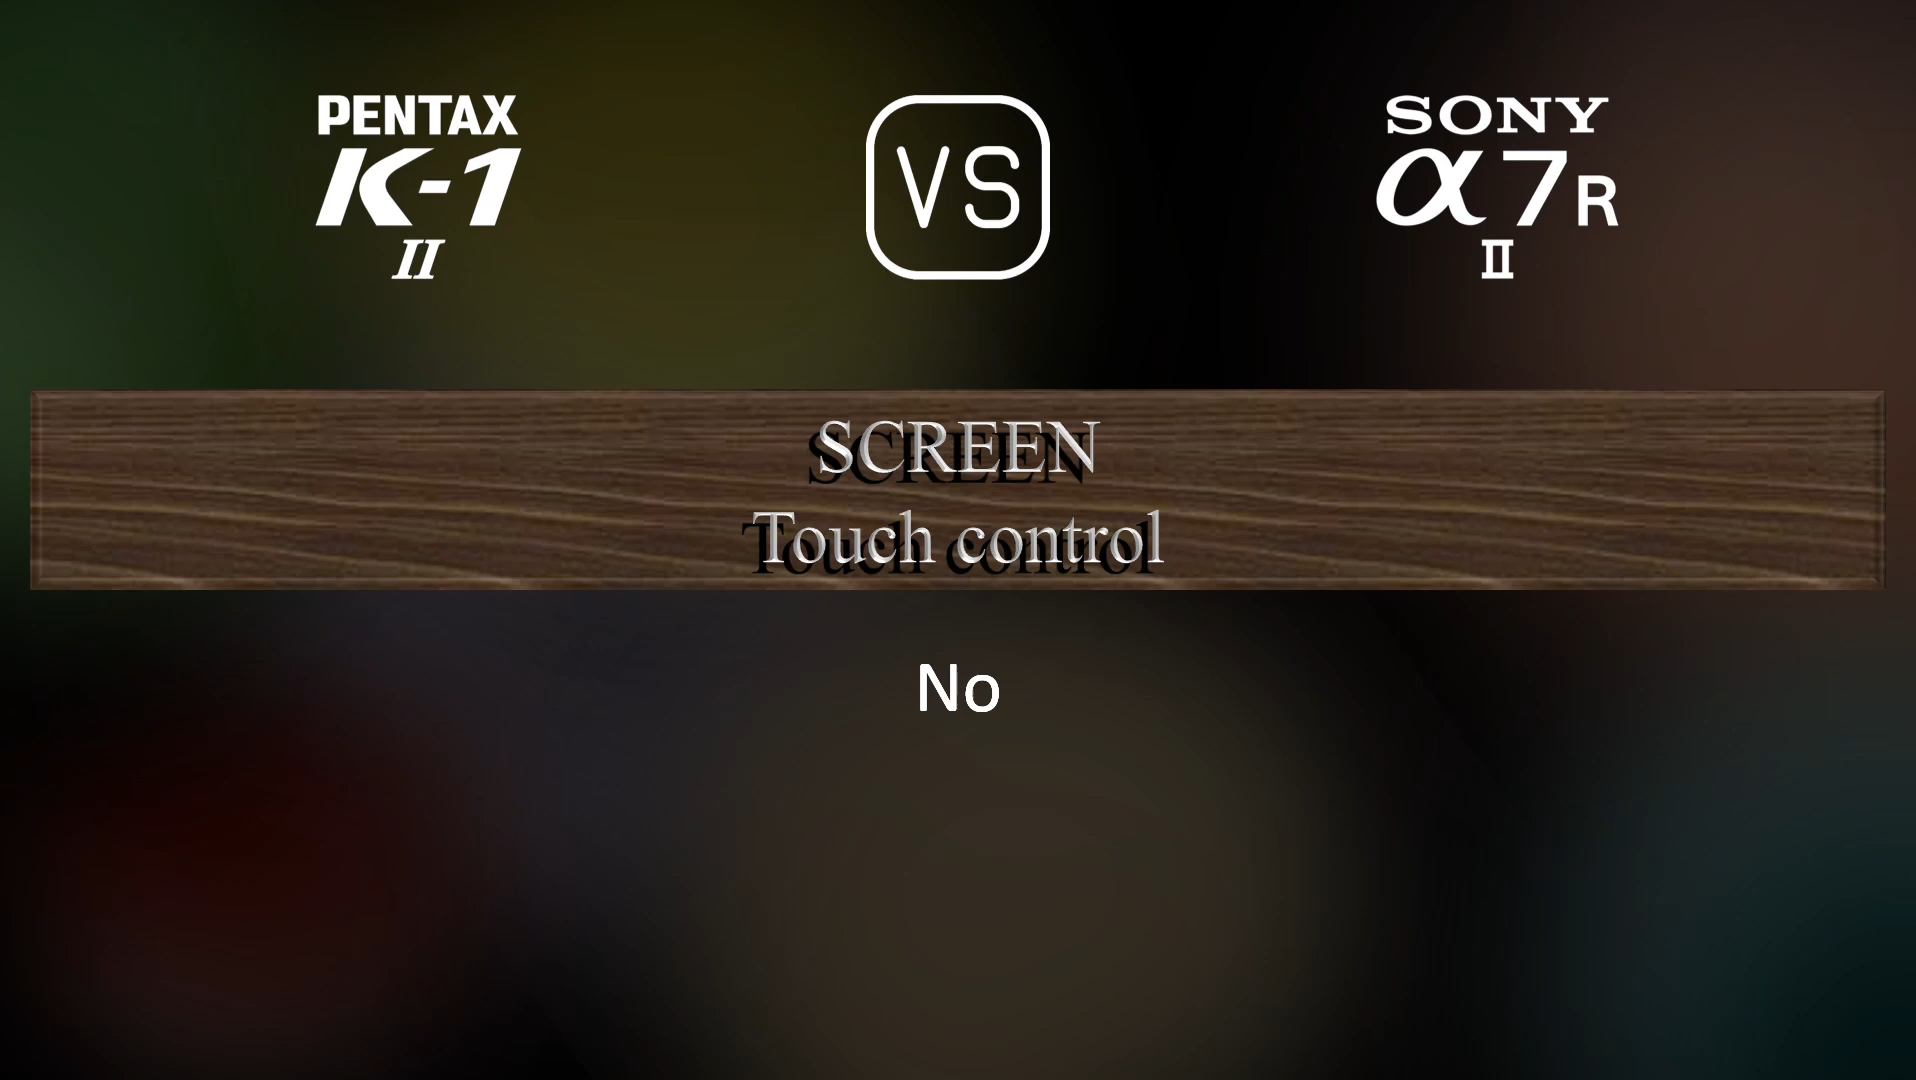 PENTAX
K-1
II
VS
SONY
α7R
II
SCREEN
Touch control
No